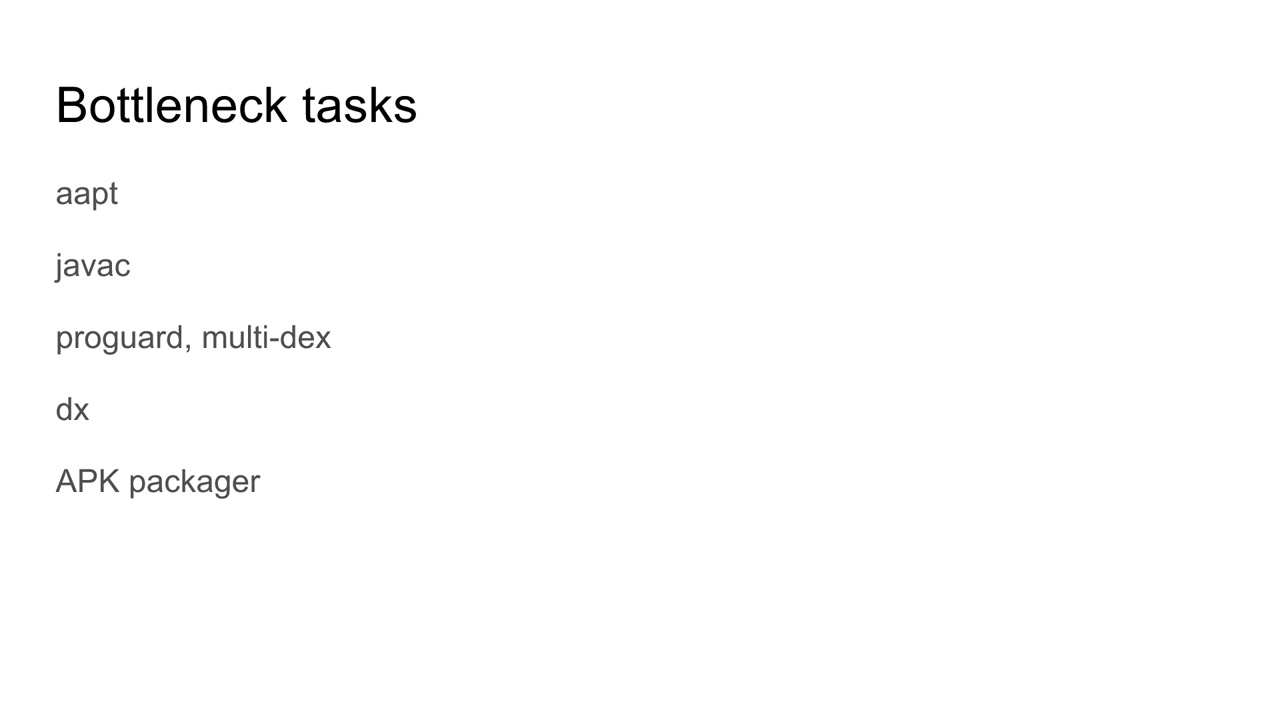 Bottleneck tasks
aapt
javac
proguard, multi-dex
dx
APK packager